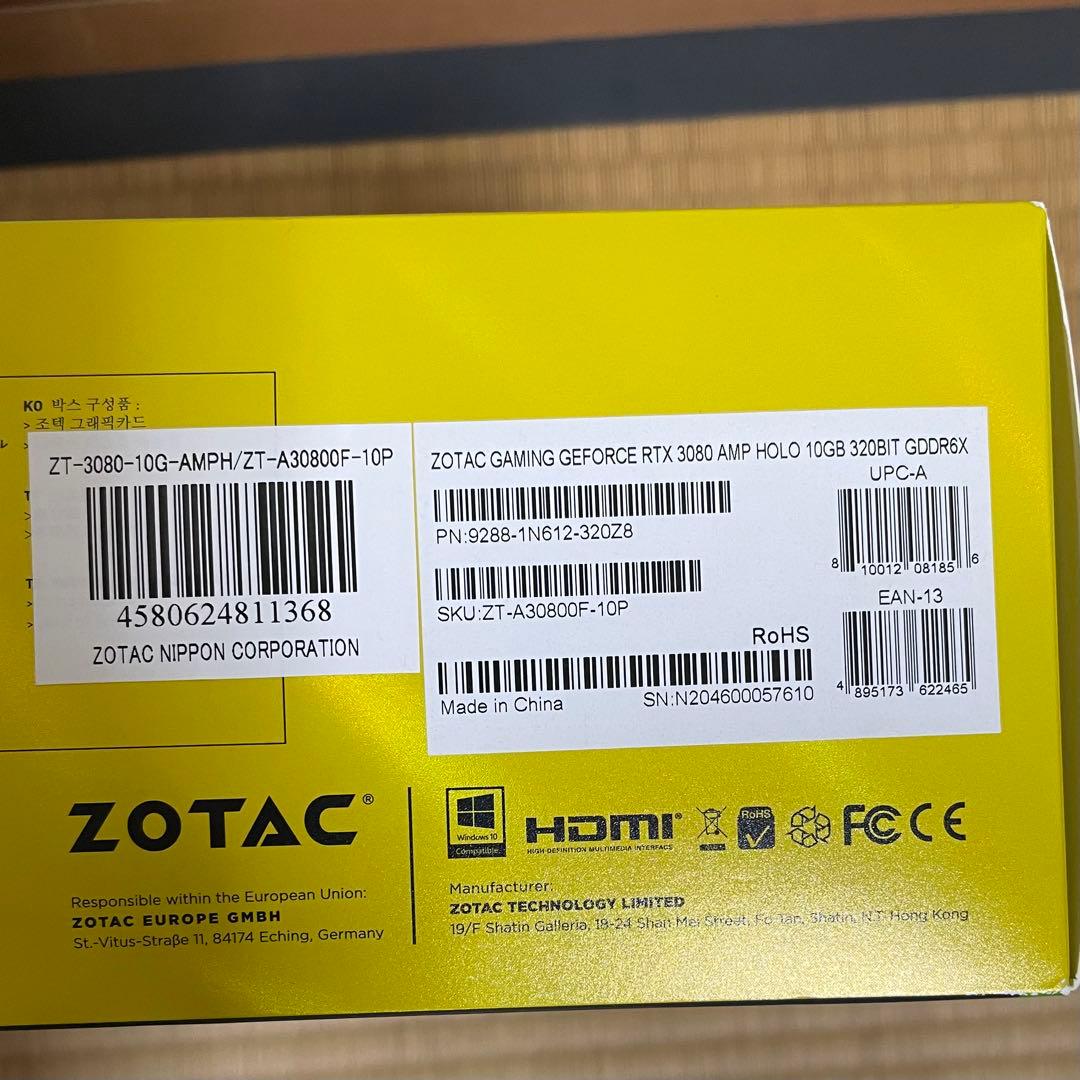 KO 박스 구성품 :
> 조텍 그래픽카드
ZT-3080-10G-AMPH/ZT-A30800F-10P
4580624811368
ZOTAC NIPPON CORPORATION
ZOTAC GAMING GEFORCE RTX 3080 AMP HOLO 10GB 320BIT GDDR6X
UPC-A
PN:9288-1N612-320Z8
8 10012 08185 6
SKU:ZT-A30800F-10P
EAN-13
RoHS
4 895173 622465
Made in China
SN:N204600057610
ZOTAC®
Windows 10
Compatible
HDMI®
HIGH-DEFINITION MULTIMEDIA INTERFACE
RoHS
FC CE
Responsible within the European Union:
ZOTAC EUROPE GMBH
St.-Vitus-Straße 11, 84174 Eching, Germany
Manufacturer:
ZOTAC TECHNOLOGY LIMITED
19/F Shatin Galleria, 18-24 Shan Mei Street, Fo Tan, Shatin, N.T. Hong Kong